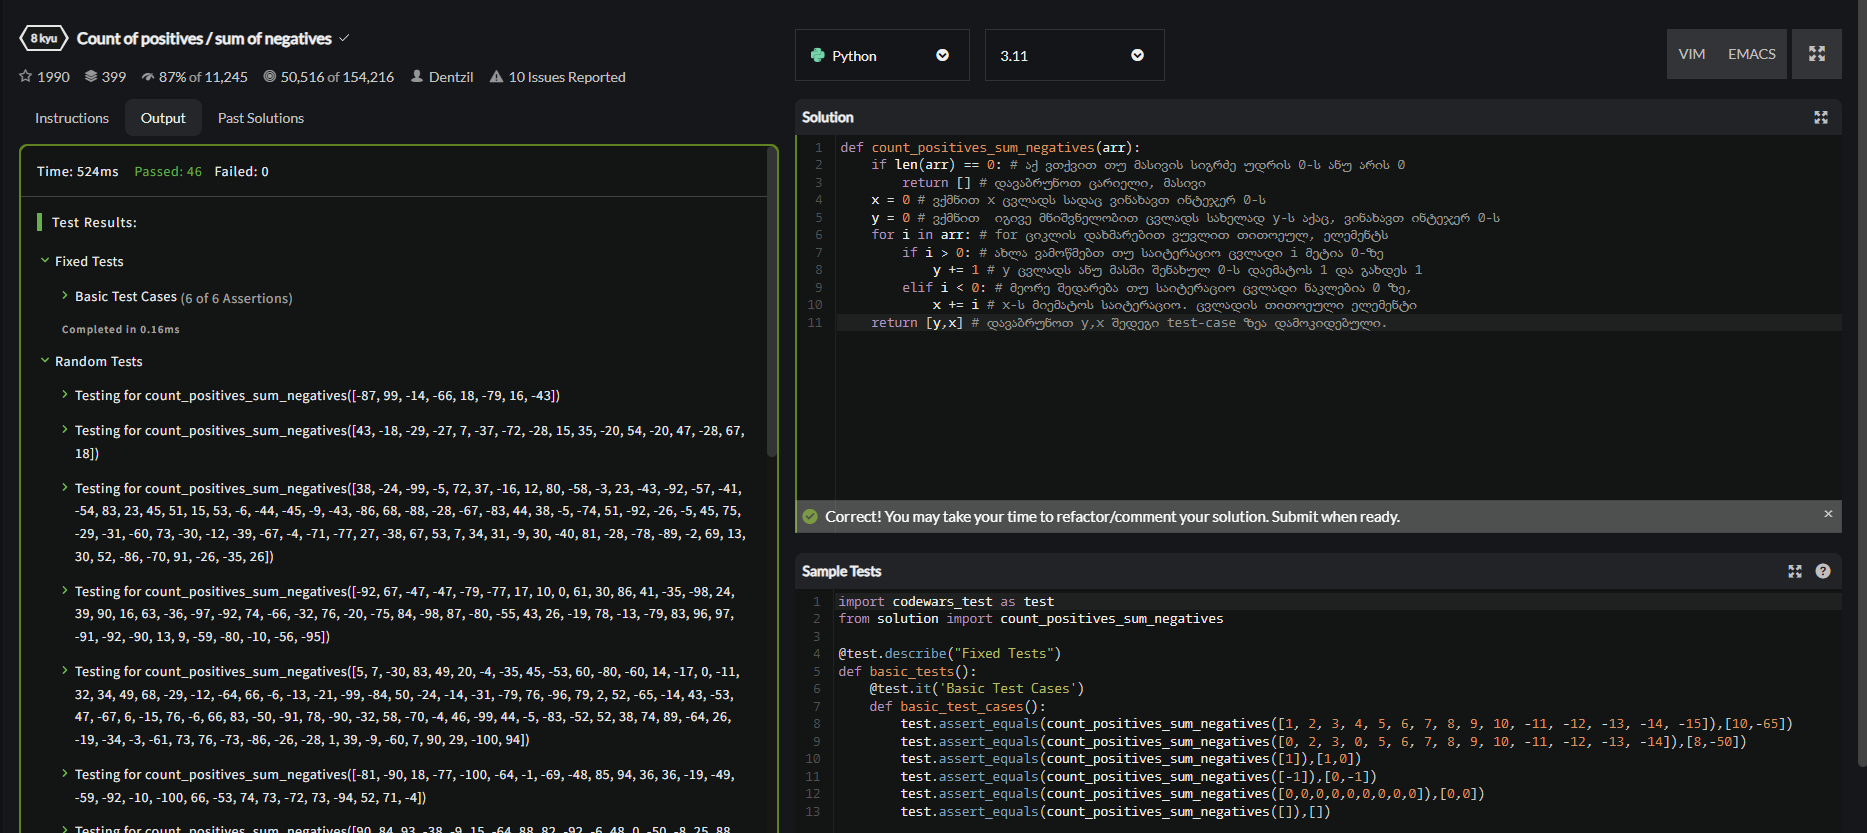 8 kyu Count of positives / sum of negatives
1990 399 87% of 11,245 50,516 of 154,216 Dentzil 10 Issues Reported
Instructions Output Past Solutions
Time: 524ms Passed: 46 Failed: 0
Test Results:
Fixed Tests
Basic Test Cases (6 of 6 Assertions)
Completed in 0.16ms
Random Tests
Testing for count_positives_sum_negatives([-87, 99, -14, -66, 18, -79, 16, -43])
Testing for count_positives_sum_negatives([43, -18, -29, -27, 7, -37, -72, -28, 15, 35, -20, 54, -20, 47, -28, 67,
18])
Testing for count_positives_sum_negatives([38, -24, -99, -5, 72, 37, -16, 12, 80, -58, -3, 23, -43, -92, -57, -41,
-54, 83, 23, 45, 51, 15, 53, -6, -44, -45, -9, -43, -86, 68, -88, -28, -67, -83, 44, 38, -5, -74, 51, -92, -26, -5, 45, 75,
-29, -31, -60, 73, -30, -12, -39, -67, -4, -71, -77, 27, -38, 67, 53, 7, 34, 31, -9, 30, -40, 81, -28, -78, -89, -2, 69, 13,
30, 52, -86, -70, 91, -26, -35, 26])
Testing for count_positives_sum_negatives([-92, 67, -47, -47, -79, -77, 17, 10, 0, 61, 30, 86, 41, -35, -98, 24,
39, 90, 16, 63, -36, -97, -92, 74, -66, -32, 76, -20, -75, 84, -98, 87, -80, -55, 43, 26, -19, 78, -13, -79, 83, 96, 97,
-91, -92, -90, 13, 9, -59, -80, -10, -56, -95])
Testing for count_positives_sum_negatives([5, 7, -30, 83, 49, 20, -4, -35, 45, -53, 60, -80, -60, 14, -17, 0, -11,
32, 34, 49, 68, -29, -12, -64, 66, -6, -13, -21, -99, -84, 50, -24, -14, -31, -79, 76, -96, 79, 2, 52, -65, -14, 43, -53,
47, -67, 6, -15, 76, -6, 66, 83, -50, -91, 78, -90, -32, 58, -70, -4, 46, -99, 44, -5, -83, -52, 52, 38, 74, 89, -64, 26,
-19, -34, -3, -61, 73, 76, -73, -86, -26, -28, 1, 39, -9, -60, 7, 90, 29, -100, 94])
Testing for count_positives_sum_negatives([-81, -90, 18, -77, -100, -64, -1, -69, -48, 85, 94, 36, 36, -19, -49,
-59, -92, -10, -100, 66, -53, 74, 73, -72, 73, -94, 52, 71, -4])
Testing for count_positives_sum_negatives([90, 84, 93, -38, -9, 15, -64, 88, 82, -92, -6, 48, 0, -50, -8, 25, 88,
Python 3.11 VIM EMACS
Solution
1 def count_positives_sum_negatives(arr):
2 if len(arr) == 0: # აქ ვთქვით თუ მასივის სიგრძე უდრის 0-ს ანუ არის 0
3 return [] # დავაბრუნოთ ცარიელი, მასივი
4 x = 0 # ვქმნით x ცვლადს სადაც ვინახავთ ინტეჯერ 0-ს
5 y = 0 # ვქმნით  იგივე მნიშვნელობით ცვლადს სახელად y-ს აქაც, ვინახავთ ინტეჯერ 0-ს
6 for i in arr: # for ციკლის დახმარებით ვუვლით თითოეულ, ელემენტს
7 if i > 0: # ახლა ვამოწმებთ თუ საიტერაციო ცვლადი i მეტია 0-ზე
8 y += 1 # y ცვლადს ანუ მასში შენახულ 0-ს დაემატოს 1 და გახდეს 1
9 elif i < 0: # მეორე შედარება თუ საიტერაციო ცვლადი ნაკლებია 0 ზე,
10 x += i # x-ს მიემატოს საიტერაციო. ცვლადის თითოეული ელემენტი
11 return [y,x] # დავაბრუნოთ y,x შედეგი test-case ზეა დამოკიდებული.
Correct! You may take your time to refactor/comment your solution. Submit when ready. ×
Sample Tests ?
1 import codewars_test as test
2 from solution import count_positives_sum_negatives
3
4 @test.describe("Fixed Tests")
5 def basic_tests():
6 @test.it('Basic Test Cases')
7 def basic_test_cases():
8 test.assert_equals(count_positives_sum_negatives([1, 2, 3, 4, 5, 6, 7, 8, 9, 10, -11, -12, -13, -14, -15]),[10,-65])
9 test.assert_equals(count_positives_sum_negatives([0, 2, 3, 0, 5, 6, 7, 8, 9, 10, -11, -12, -13, -14]),[8,-50])
10 test.assert_equals(count_positives_sum_negatives([1]),[1,0])
11 test.assert_equals(count_positives_sum_negatives([-1]),[0,-1])
12 test.assert_equals(count_positives_sum_negatives([0,0,0,0,0,0,0,0,0]),[0,0])
13 test.assert_equals(count_positives_sum_negatives([]),[])